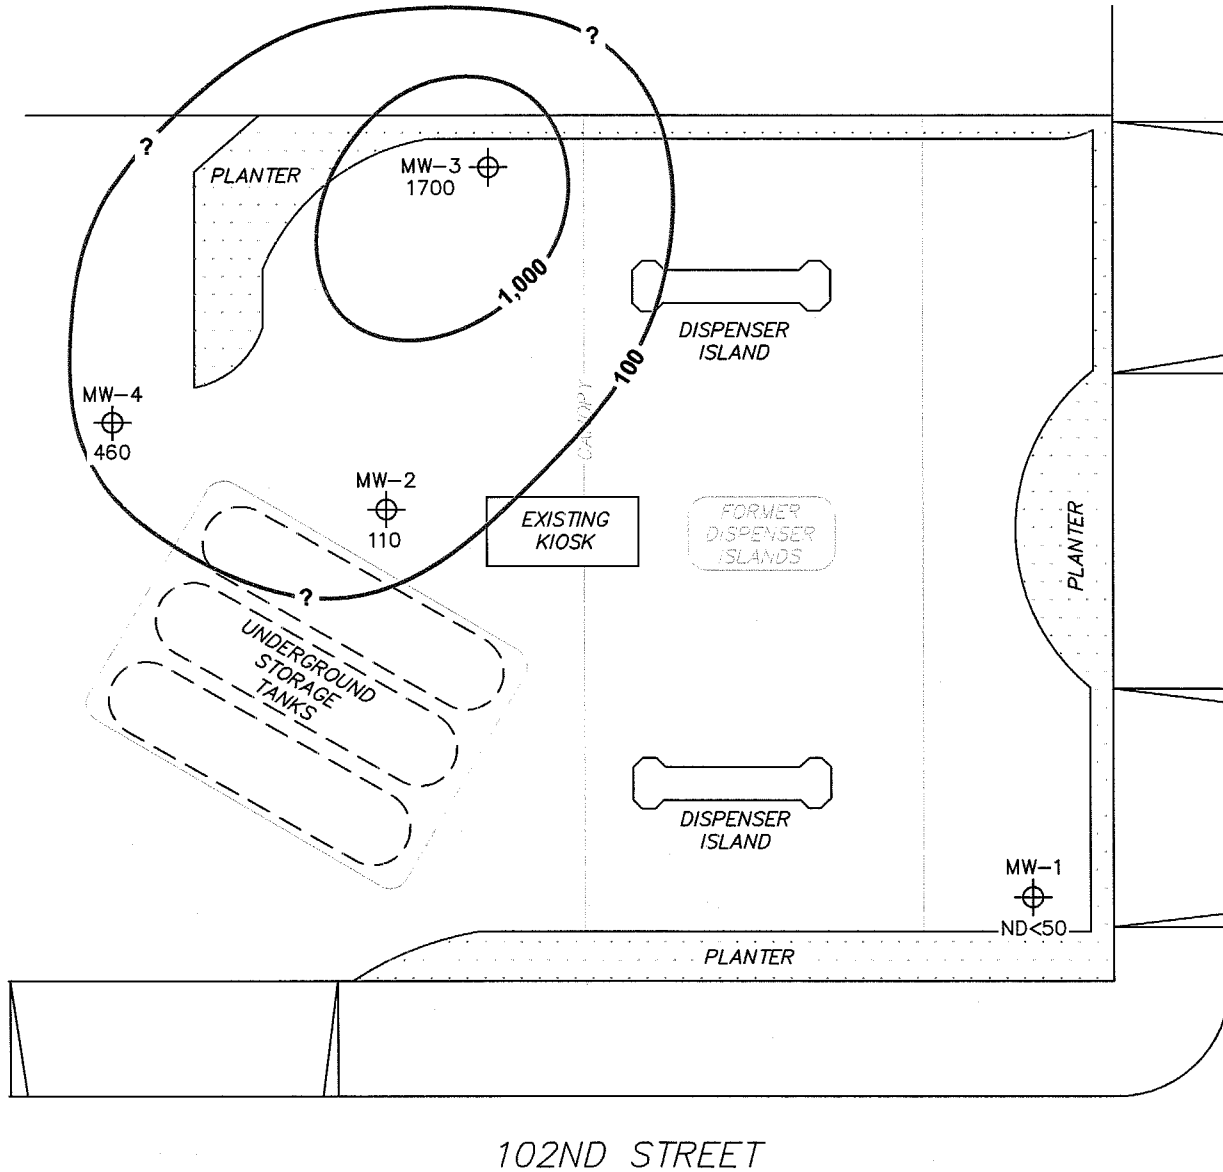 ?
?
MW-3
1700
PLANTER
1,000
DISPENSER
ISLAND
100
MW-4
460
CANOPY
MW-2
110
EXISTING
KIOSK
FORMER
DISPENSER
ISLANDS
PLANTER
?
UNDERGROUND
STORAGE
TANKS
DISPENSER
ISLAND
MW-1
ND<50
PLANTER
102ND STREET